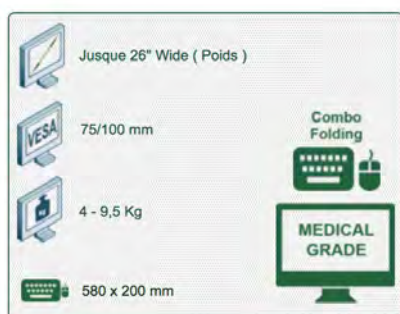 Jusque 26" Wide ( Poids )
VESA
75/100 mm
Kg
4 - 9,5 Kg
580 x 200 mm
Combo
Folding
MEDICAL
GRADE